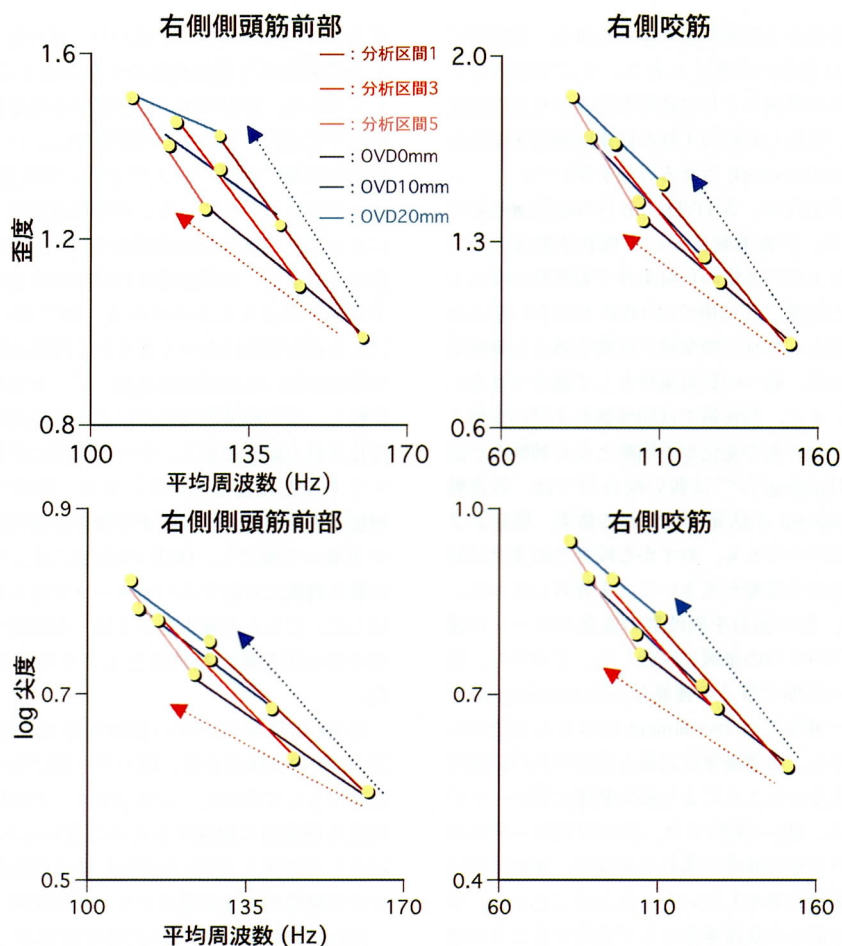 右側側頭筋前部
右側咬筋
: 分析区間1
: 分析区間3
: 分析区間5
: OVD0mm
: OVD10mm
: OVD20mm
歪度
1.6
1.2
0.8
100
135
170
平均周波数 (Hz)
2.0
1.3
0.6
60
110
160
右側側頭筋前部
右側咬筋
log 尖度
0.9
0.7
0.5
100
135
170
平均周波数 (Hz)
1.0
0.7
0.4
60
110
160